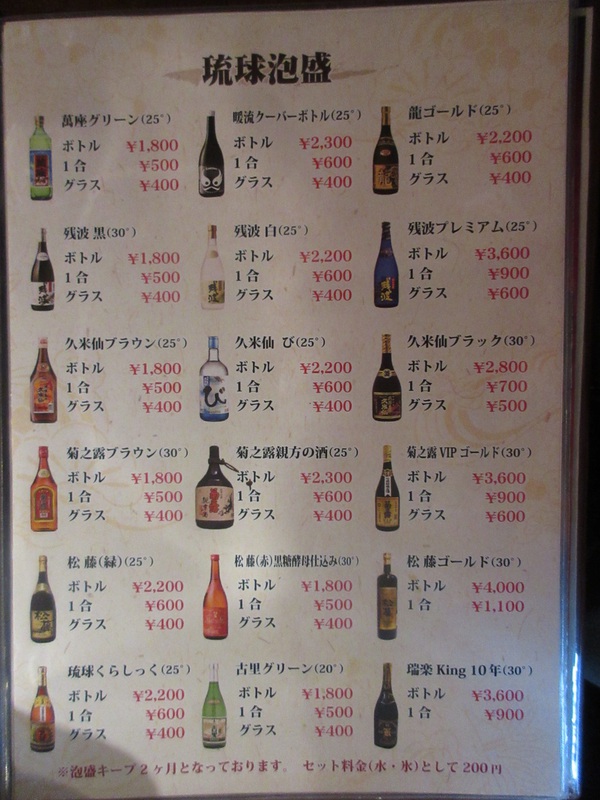 琉球泡盛
萬座グリーン(25°)
ボトル ¥1,800
1合 ¥500
グラス ¥400
暖流クーバーボトル(25°)
ボトル ¥2,300
1合 ¥600
グラス ¥400
龍ゴールド(25°)
ボトル ¥2,200
1合 ¥600
グラス ¥400
残波 黒(30°)
ボトル ¥1,800
1合 ¥500
グラス ¥400
残波 白(25°)
ボトル ¥2,200
1合 ¥600
グラス ¥400
残波プレミアム(25°)
ボトル ¥3,600
1合 ¥900
グラス ¥600
久米仙ブラウン(25°)
ボトル ¥1,800
1合 ¥500
グラス ¥400
久米仙 び(25°)
ボトル ¥2,200
1合 ¥600
グラス ¥400
久米仙ブラック(30°)
ボトル ¥2,800
1合 ¥700
グラス ¥500
菊之露ブラウン(30°)
ボトル ¥1,800
1合 ¥500
グラス ¥400
菊之露親方の酒(25°)
ボトル ¥2,300
1合 ¥600
グラス ¥400
菊之露VIPゴールド(30°)
ボトル ¥3,600
1合 ¥900
グラス ¥600
松 藤(緑)(25°)
ボトル ¥2,200
1合 ¥600
グラス ¥400
松 藤(赤)黒糖酵母仕込み(30°)
ボトル ¥1,800
1合 ¥500
グラス ¥400
松 藤ゴールド(30°)
ボトル ¥4,000
1合 ¥1,100
琉球くらしっく(25°)
ボトル ¥2,200
1合 ¥600
グラス ¥400
古里グリーン(20°)
ボトル ¥1,800
1合 ¥500
グラス ¥400
瑞楽 King 10年(30°)
ボトル ¥3,600
1合 ¥900
※泡盛キープ2ヶ月となっております。 セット料金(水・氷)として200円